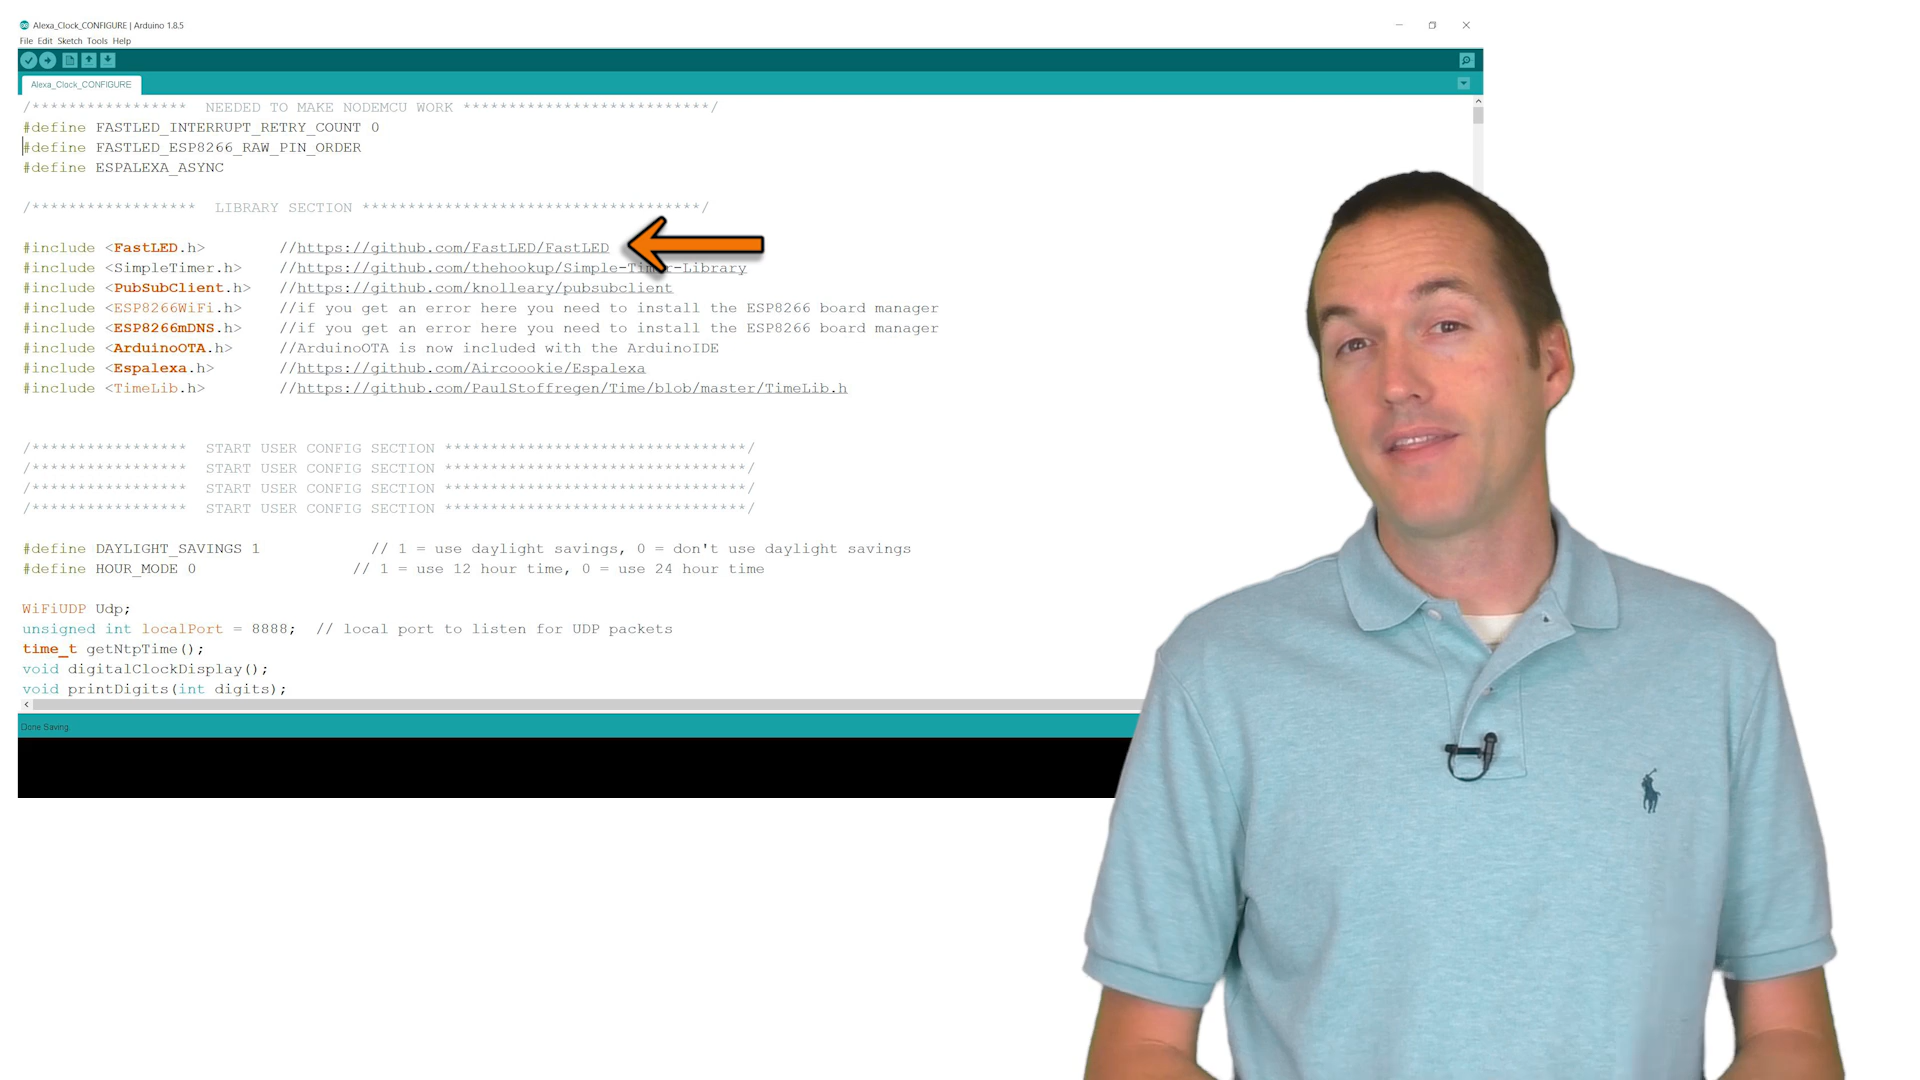 Alexa_Clock_CONFIGURE | Arduino 1.8.5
File Edit Sketch Tools Help
Alexa_Clock_CONFIGURE
/***************** NEEDED TO MAKE NODEMCU WORK ***************************/
#define FASTLED_INTERRUPT_RETRY_COUNT 0
#define FASTLED_ESP8266_RAW_PIN_ORDER
#define ESPALEXA_ASYNC
/****************** LIBRARY SECTION *************************************/
#include <FastLED.h> //https://github.com/FastLED/FastLED
#include <SimpleTimer.h> //https://github.com/thehookup/Simple-Timer-Library
#include <PubSubClient.h> //https://github.com/knolleary/pubsubclient
#include <ESP8266WiFi.h> //if you get an error here you need to install the ESP8266 board manager
#include <ESP8266mDNS.h> //if you get an error here you need to install the ESP8266 board manager
#include <ArduinoOTA.h> //ArduinoOTA is now included with the ArduinoIDE
#include <Espalexa.h> //https://github.com/Aircoookie/Espalexa
#include <TimeLib.h> //https://github.com/PaulStoffregen/Time/blob/master/TimeLib.h
/***************** START USER CONFIG SECTION *********************************/
/***************** START USER CONFIG SECTION *********************************/
/***************** START USER CONFIG SECTION *********************************/
/***************** START USER CONFIG SECTION *********************************/
#define DAYLIGHT_SAVINGS 1 // 1 = use daylight savings, 0 = don't use daylight savings
#define HOUR_MODE 0 // 1 = use 12 hour time, 0 = use 24 hour time
WiFiUDP Udp;
unsigned int localPort = 8888; // local port to listen for UDP packets
time_t getNtpTime();
void digitalClockDisplay();
void printDigits(int digits);
Done Saving.